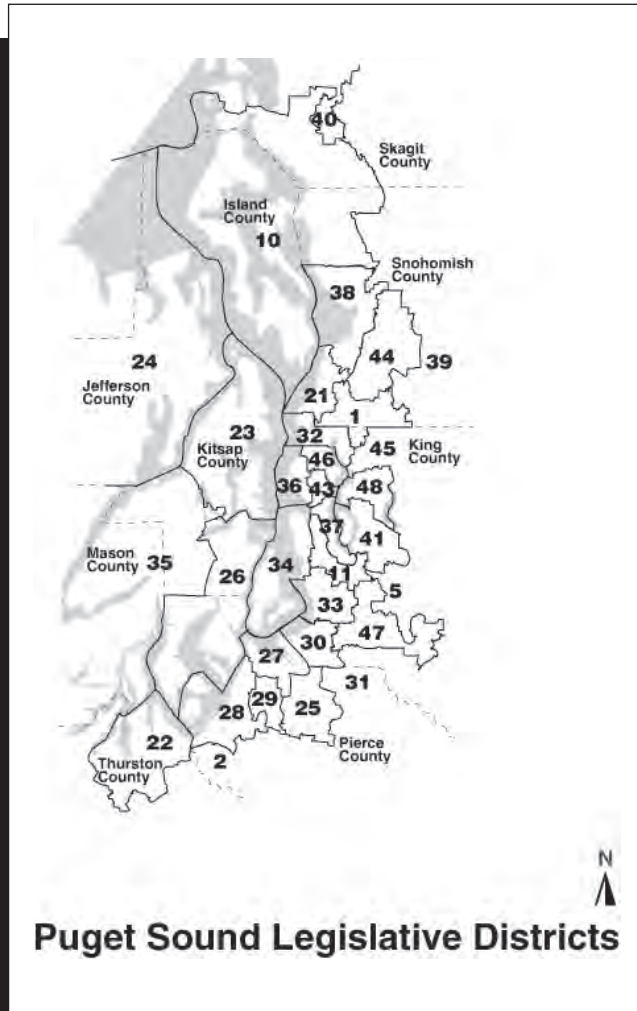 40
Skagit
County
Island
County
10
Snohomish
County
38
24
44
39
Jefferson
County
21
1
23
32
Kitsap
County
45
King
County
46
36
43
48
37
41
Mason
County
35
26
34
11
5
33
47
30
27
31
29
25
28
22
Thurston
County
2
Pierce
County
N
Puget Sound Legislative Districts